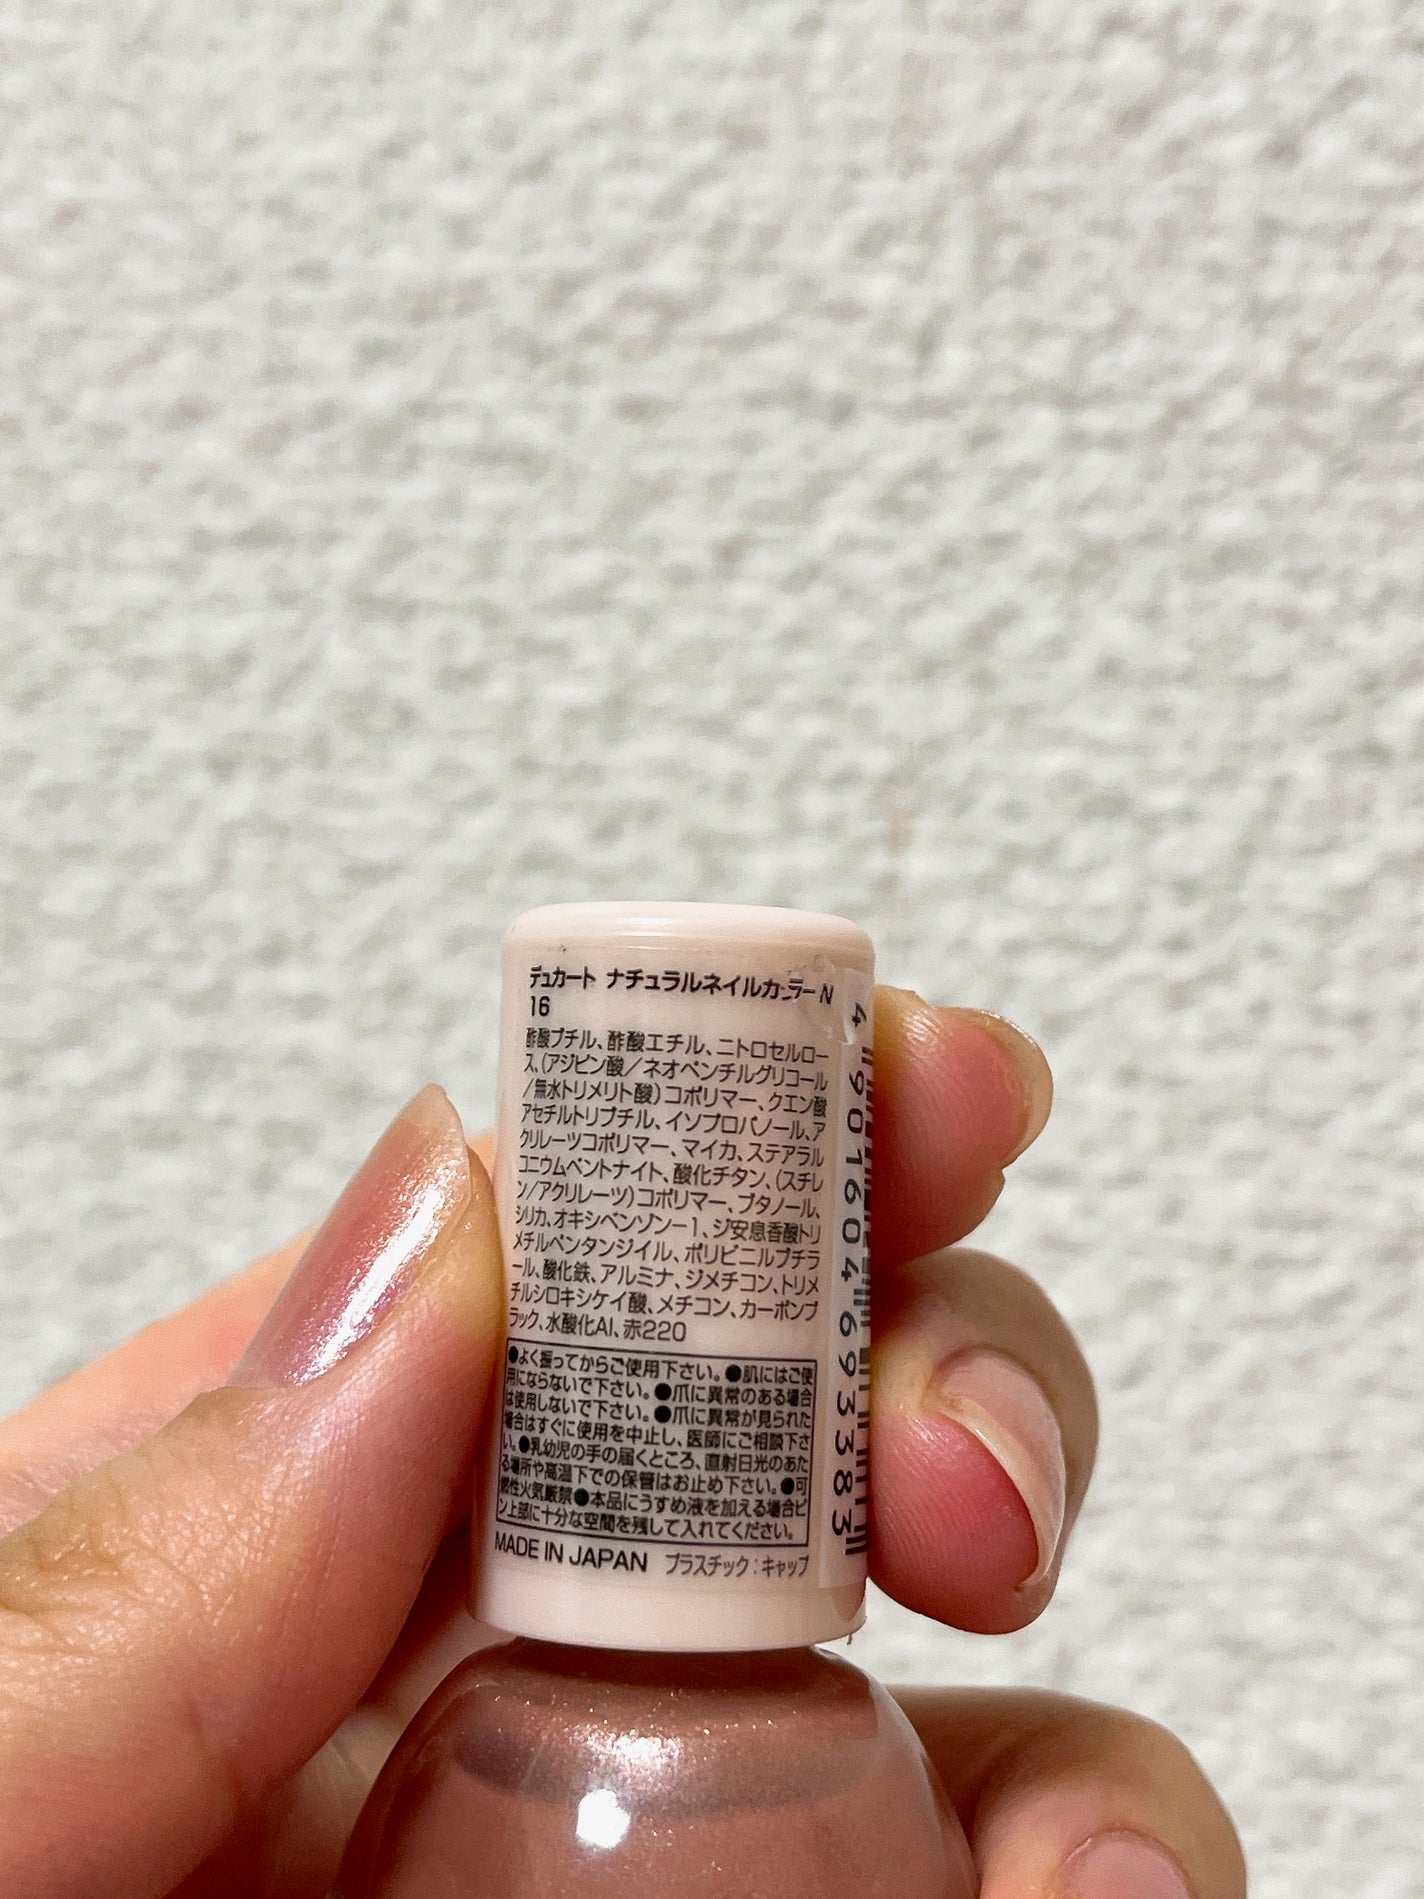 デュカート ナチュラルネイルカラーN
16
酢酸ブチル、酢酸エチル、ニトロセルロー
ス、(アジピン酸／ネオペンチルグリコール
／無水トリメリト酸)コポリマー、クエン酸
アセチルトリブチル、イソプロパノール、ア
クリレーツコポリマー、マイカ、ステアラル
コニウムベントナイト、酸化チタン、(スチレ
ン/アクリレーツ)コポリマー、ブタノール、
シリカ、オキシベンゾン-1、ジ安息香酸トリ
メチルペンタンジイル、ポリビニルブチラ
ール、酸化鉄、アルミナ、ジメチコン、トリメ
チルシロキシケイ酸、メチコン、カーボンブ
ラック、水酸化Al、赤220
●よく振ってからご使用下さい。●肌にはご使
用にならないで下さい。●爪に異常のある場合
は使用しないで下さい。●爪に異常が見られた
場合はすぐに使用を中止し、医師にご相談下さ
い。●乳幼児の手の届くところ、直射日光のあた
る場所や高温下での保管はお止め下さい。●可
燃性火気厳禁●本品にうすめ液を加える場合ビ
ン上部に十分な空間を残して入れてください。
MADE IN JAPAN プラスチック：キャップ
4901604693383